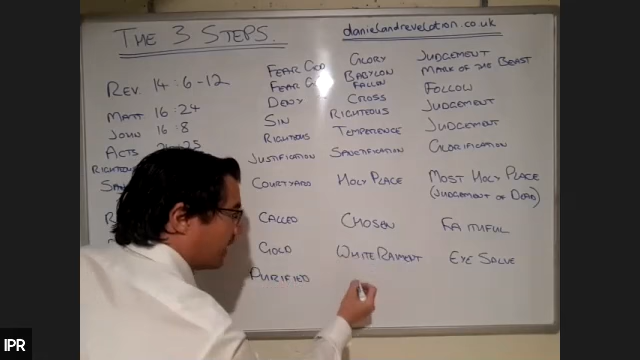 THE 3 STEPS.
danielandrevelation.co.uk
REV. 14:6-12 FEAR GOD GLORY JUDGEMENT
FEAR BABYLON FALLEN MARK OF THE BEAST
MATT 16:24 DENY CROSS FOLLOW
JOHN 16:8 SIN RIGHTEOUS JUDGEMENT
ACTS RIGHTEOUS TEMPERENCE JUDGEMENT
JUSTIFICATION SANCTIFICATION GLORIFICATION
COURTYARD HOLY PLACE MOST HOLY PLACE
(JUDGEMENT OF DEAD)
CALLED CHOSEN FAITHFUL
GOLD WHITE RAIMENT EYE SALVE
PURIFIED
IPR